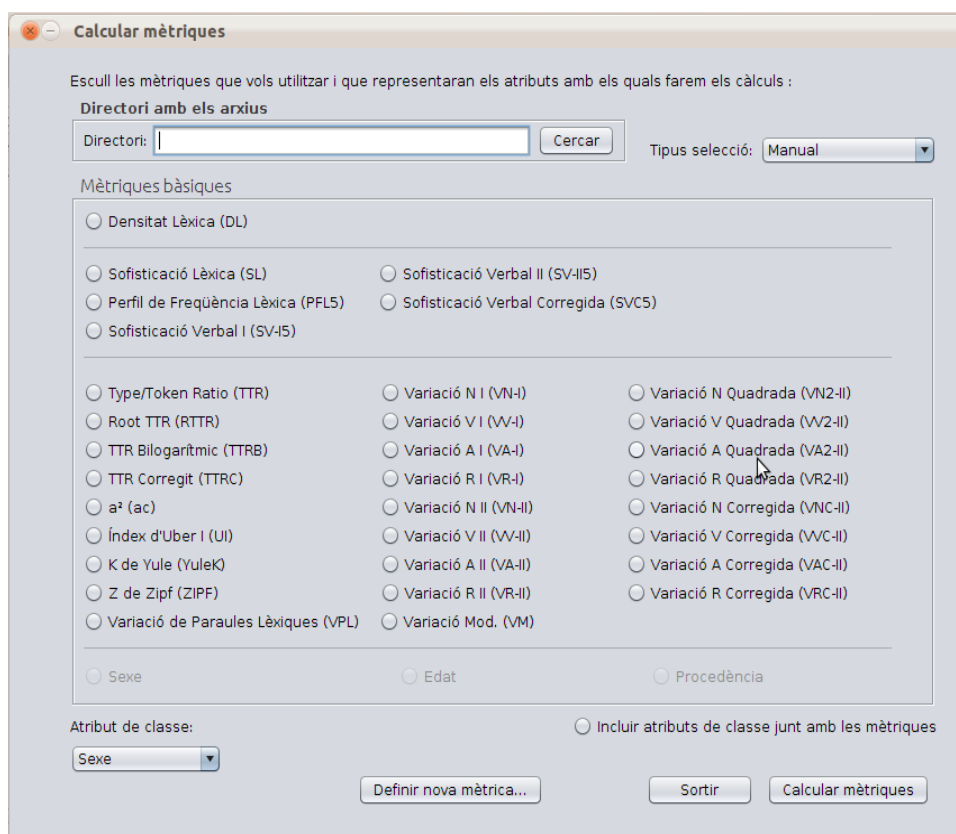 Calcular mètriques
Escull les mètriques que vols utilitzar i que representaran els atributs amb els quals farem els càlculs :
Directori amb els arxius
Directori: Cercar Tipus selecció: Manual
Mètriques bàsiques
Densitat Lèxica (DL)
Sofisticació Lèxica (SL) Sofisticació Verbal II (SV-II5)
Perfil de Freqüència Lèxica (PFL5) Sofisticació Verbal Corregida (SVC5)
Sofisticació Verbal I (SV-I5)
Type/Token Ratio (TTR) Variació N I (VN-I) Variació N Quadrada (VN2-II)
Root TTR (RTTR) Variació V I (VV-I) Variació V Quadrada (VV2-II)
TTR Bilogarítmic (TTRB) Variació A I (VA-I) Variació A Quadrada (VA2-II)
TTR Corregit (TTRC) Variació R I (VR-I) Variació R Quadrada (VR2-II)
a² (ac) Variació N II (VN-II) Variació N Corregida (VNC-II)
Índex d'Uber I (UI) Variació V II (VV-II) Variació V Corregida (VVC-II)
K de Yule (YuleK) Variació A II (VA-II) Variació A Corregida (VAC-II)
Z de Zipf (ZIPF) Variació R II (VR-II) Variació R Corregida (VRC-II)
Variació de Paraules Lèxiques (VPL) Variació Mod. (VM)
Sexe Edat Procedència
Atribut de classe: Incluir atributs de classe junt amb les mètriques
Sexe
Definir nova mètrica... Sortir Calcular mètriques